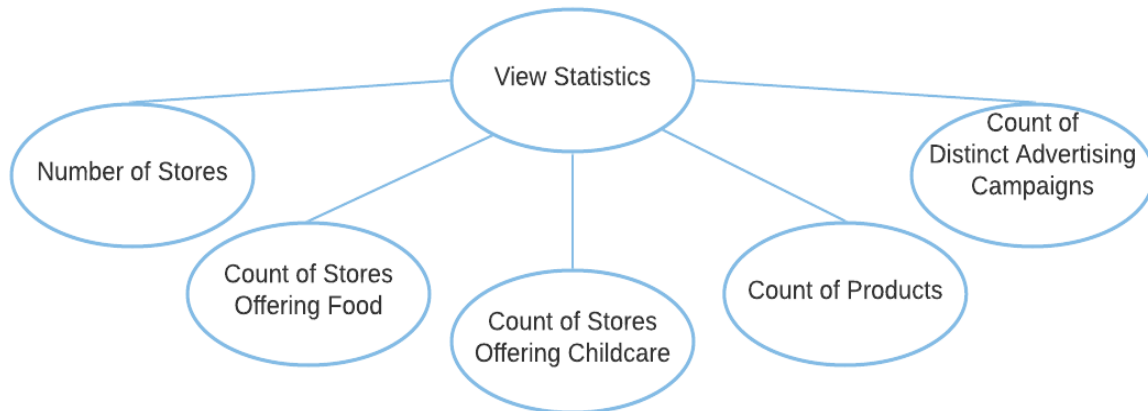 View Statistics
Number of Stores
Count of Stores
Offering Food
Count of Stores
Offering Childcare
Count of Products
Count of
Distinct Advertising
Campaigns